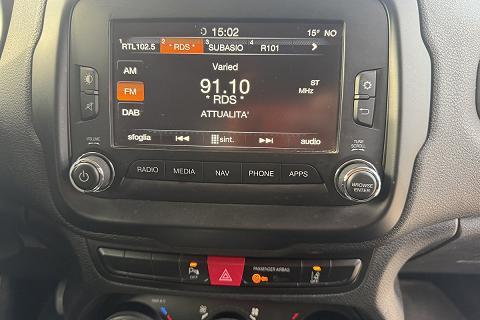 15:02 15° NO
1 2 3 4
RTL102.5 * RDS * SUBASIO R101
AM Varied
FM 91.10 ST
* RDS * MHz
DAB ATTUALITA'
sfoglia sint. audio
VOLUME TUNE
SCROLL
RADIO MEDIA NAV PHONE APPS
BROWSE
ENTER
PASSENGER AIRBAG
OFF OFF